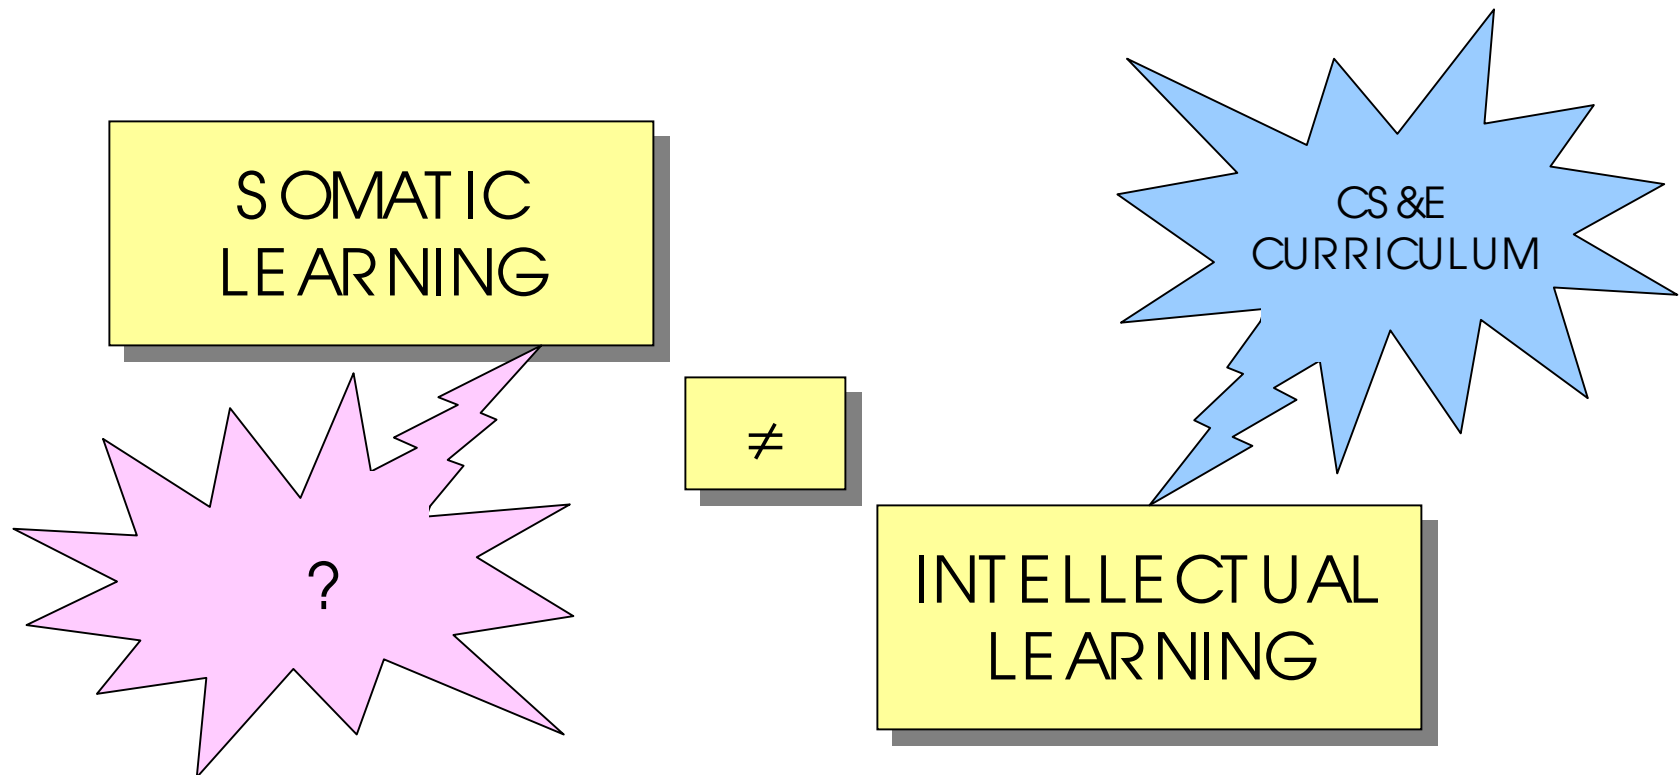 SOMATIC
LEARNING
CS&E
CURRICULUM
≠
?
INTELLECTUAL
LEARNING